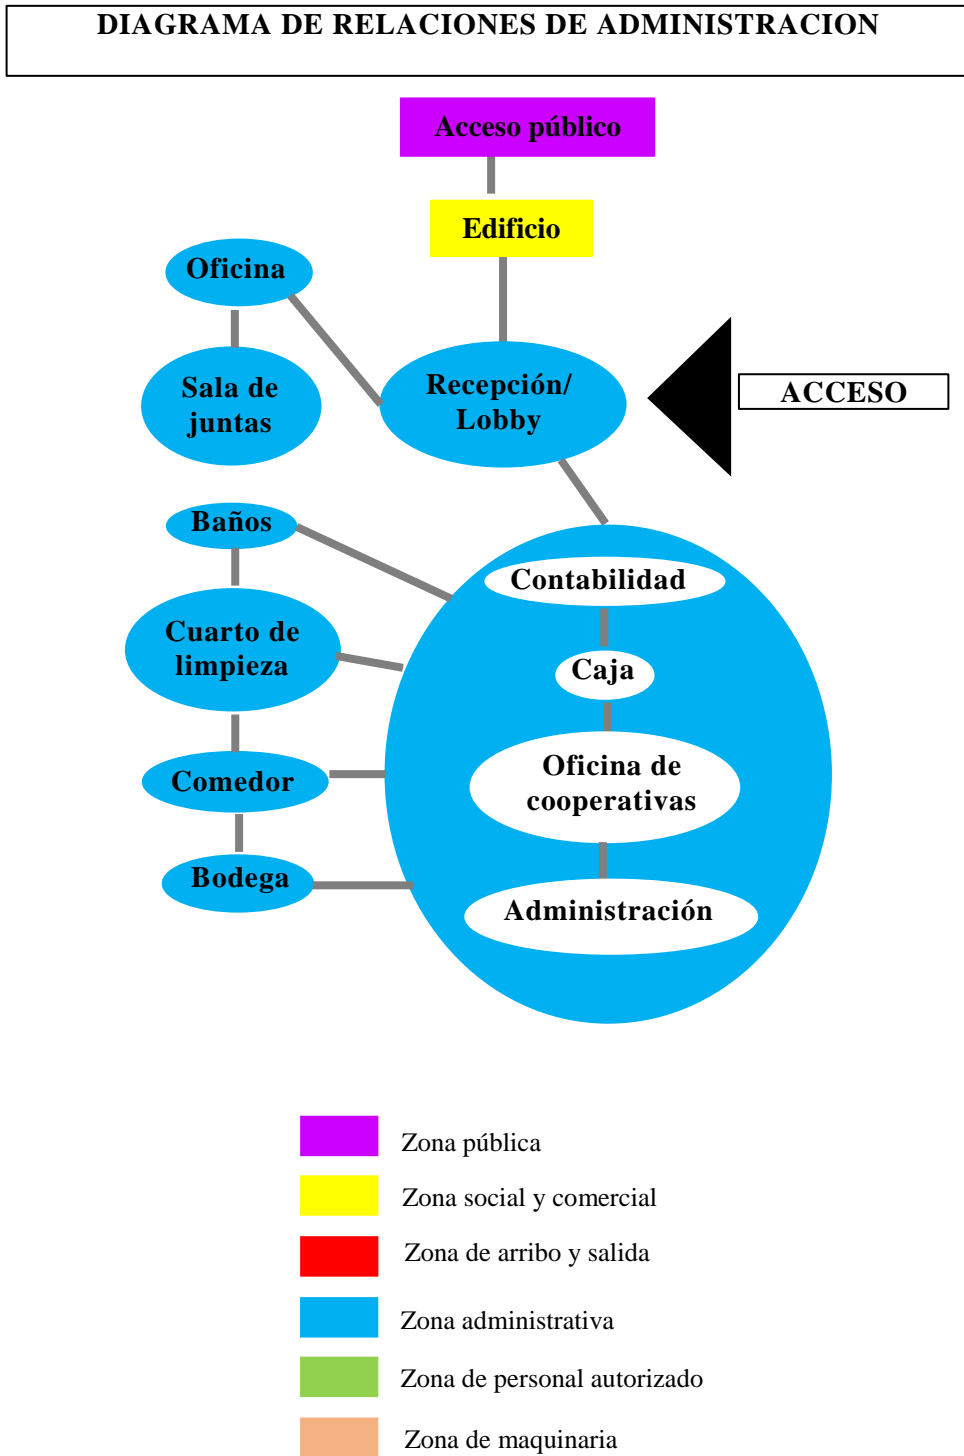 DIAGRAMA DE RELACIONES DE ADMINISTRACION
Acceso público
Edificio
Oficina
Sala de
juntas
Recepción/
Lobby
ACCESO
Baños
Cuarto de
limpieza
Comedor
Bodega
Contabilidad
Caja
Oficina de
cooperativas
Administración
Zona pública
Zona social y comercial
Zona de arribo y salida
Zona administrativa
Zona de personal autorizado
Zona de maquinaria